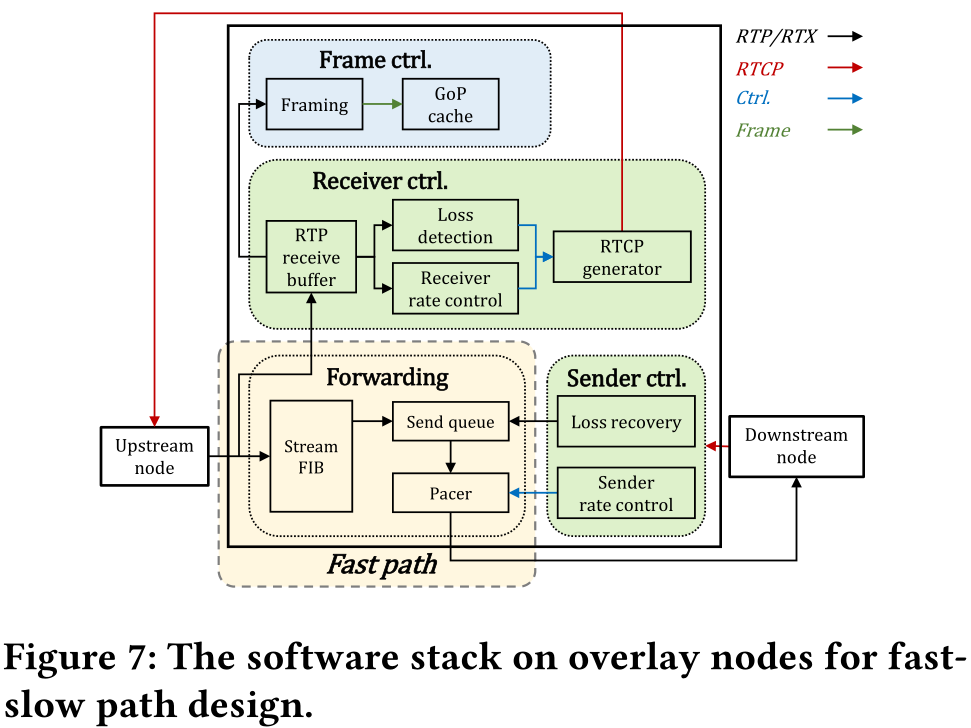 RTP/RTX
RTCP
Ctrl.
Frame
Frame ctrl.
Framing
GoP
cache
Receiver ctrl.
RTP
receive
buffer
Loss
detection
Receiver
rate control
RTCP
generator
Forwarding
Stream
FIB
Send queue
Pacer
Sender ctrl.
Loss recovery
Sender
rate control
Upstream
node
Downstream
node
Fast path
Figure 7: The software stack on overlay nodes for fast-
slow path design.